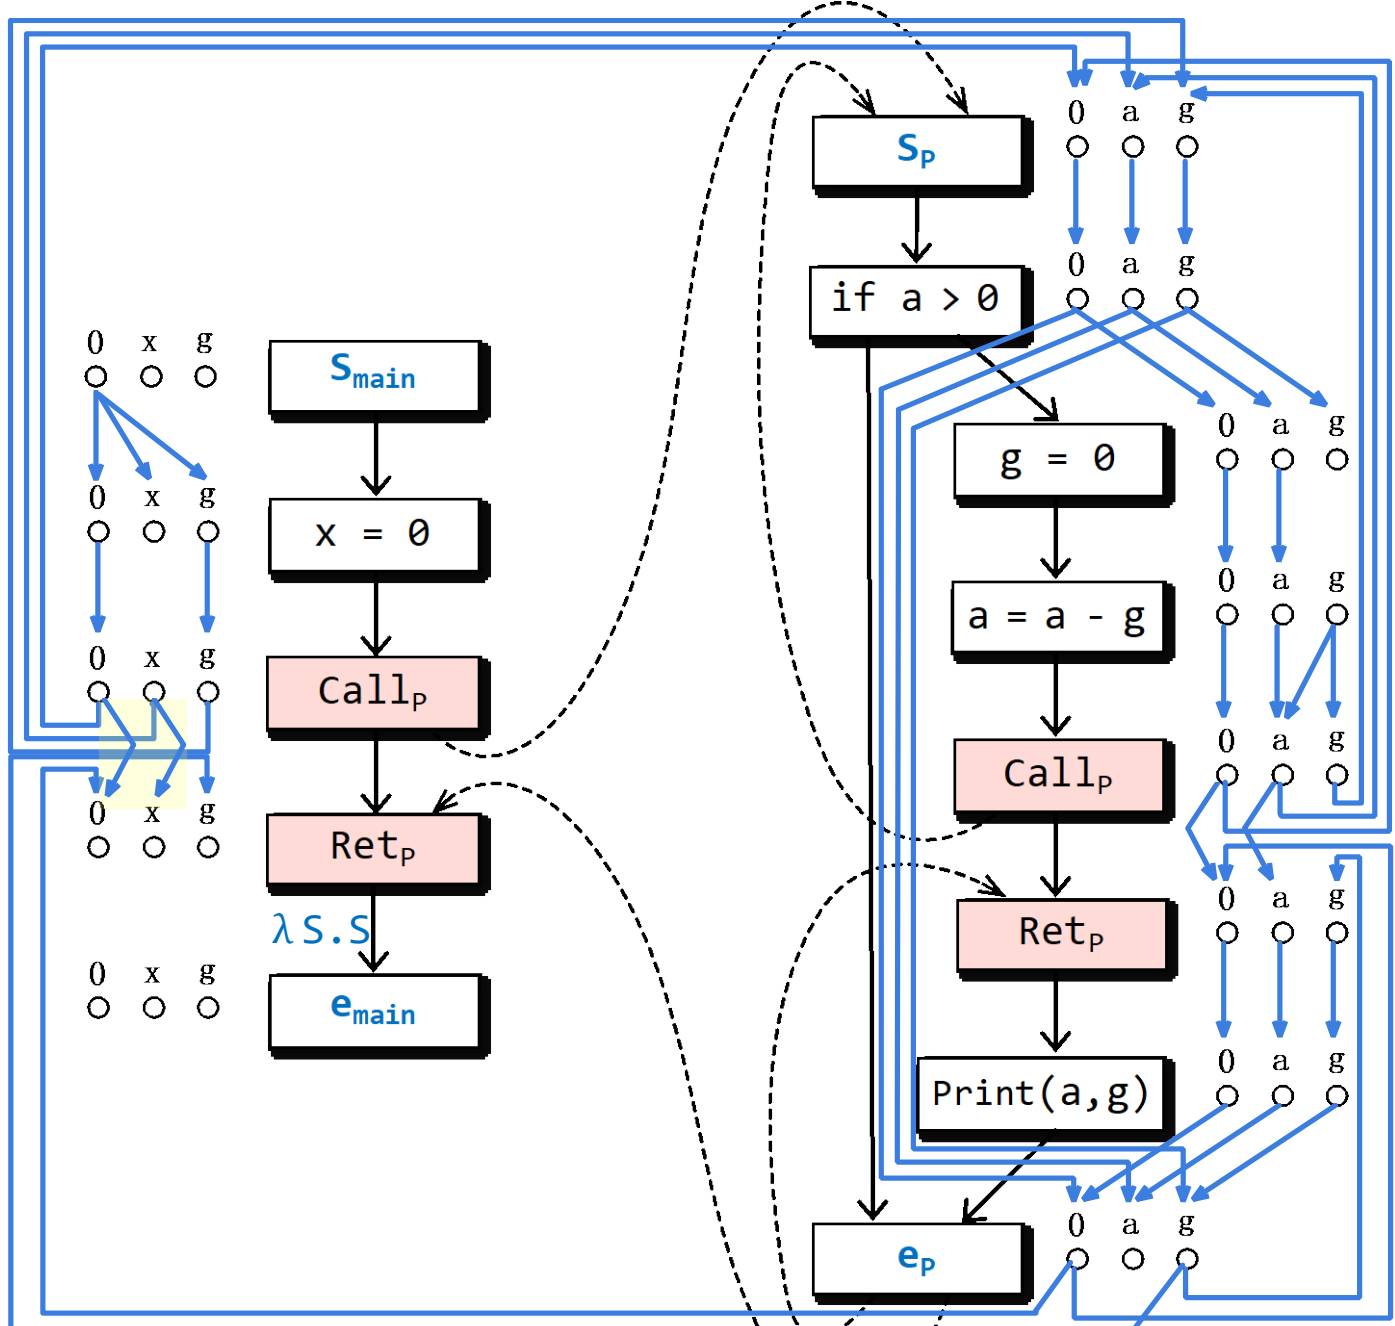 0 a g
S_P
0 a g
if a > 0
0 x g
S_main
0 a g
g = 0
0 x g
x = 0
0 a g
a = a - g
0 x g
Call_P
0 a g
Call_P
0 x g
Ret_P
0 a g
Ret_P
λ S.S
0 x g
e_main
0 a g
Print(a,g)
0 a g
e_P